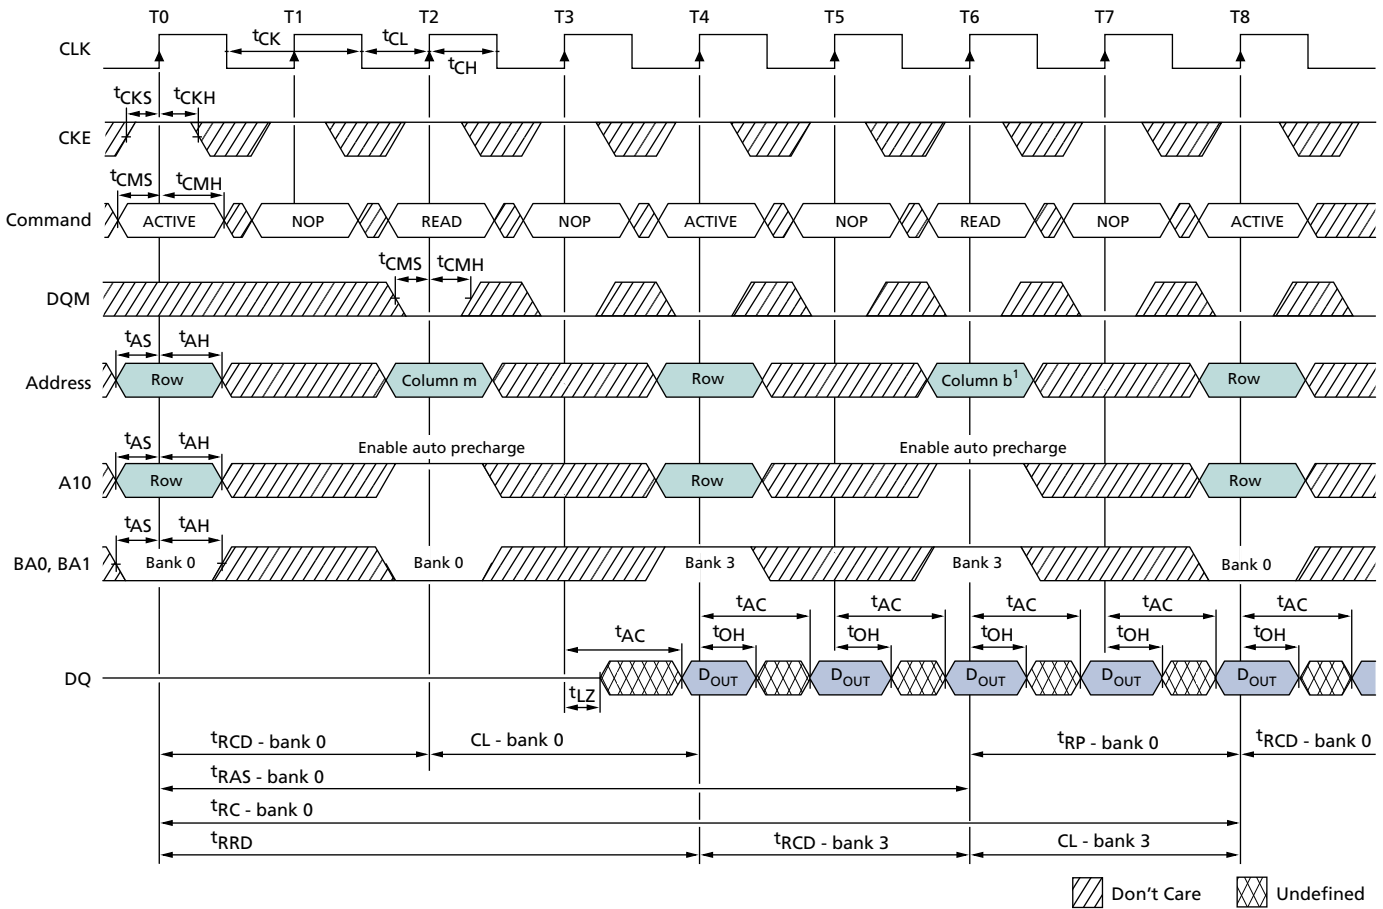 T0 T1 T2 T3 T4 T5 T6 T7 T8
CLK
tCK tCL
tCH
tCKS tCKH
CKE
tCMS tCMH
Command ACTIVE NOP READ NOP ACTIVE NOP READ NOP ACTIVE
tCMS tCMH
DQM
tAS tAH
Address Row Column m Row Column b1 Row
tAS tAH Enable auto precharge Enable auto precharge
A10 Row Row Row
tAS tAH
BA0, BA1 Bank 0 Bank 0 Bank 3 Bank 3 Bank 0
tAC tAC tAC tAC tAC
tAC tOH tOH tOH tOH tOH
DQ DOUT DOUT DOUT DOUT DOUT
tLZ
tRCD - bank 0 CL - bank 0 tRP - bank 0 tRCD - bank 0
tRAS - bank 0
tRC - bank 0
tRRD tRCD - bank 3 CL - bank 3
Don't Care Undefined